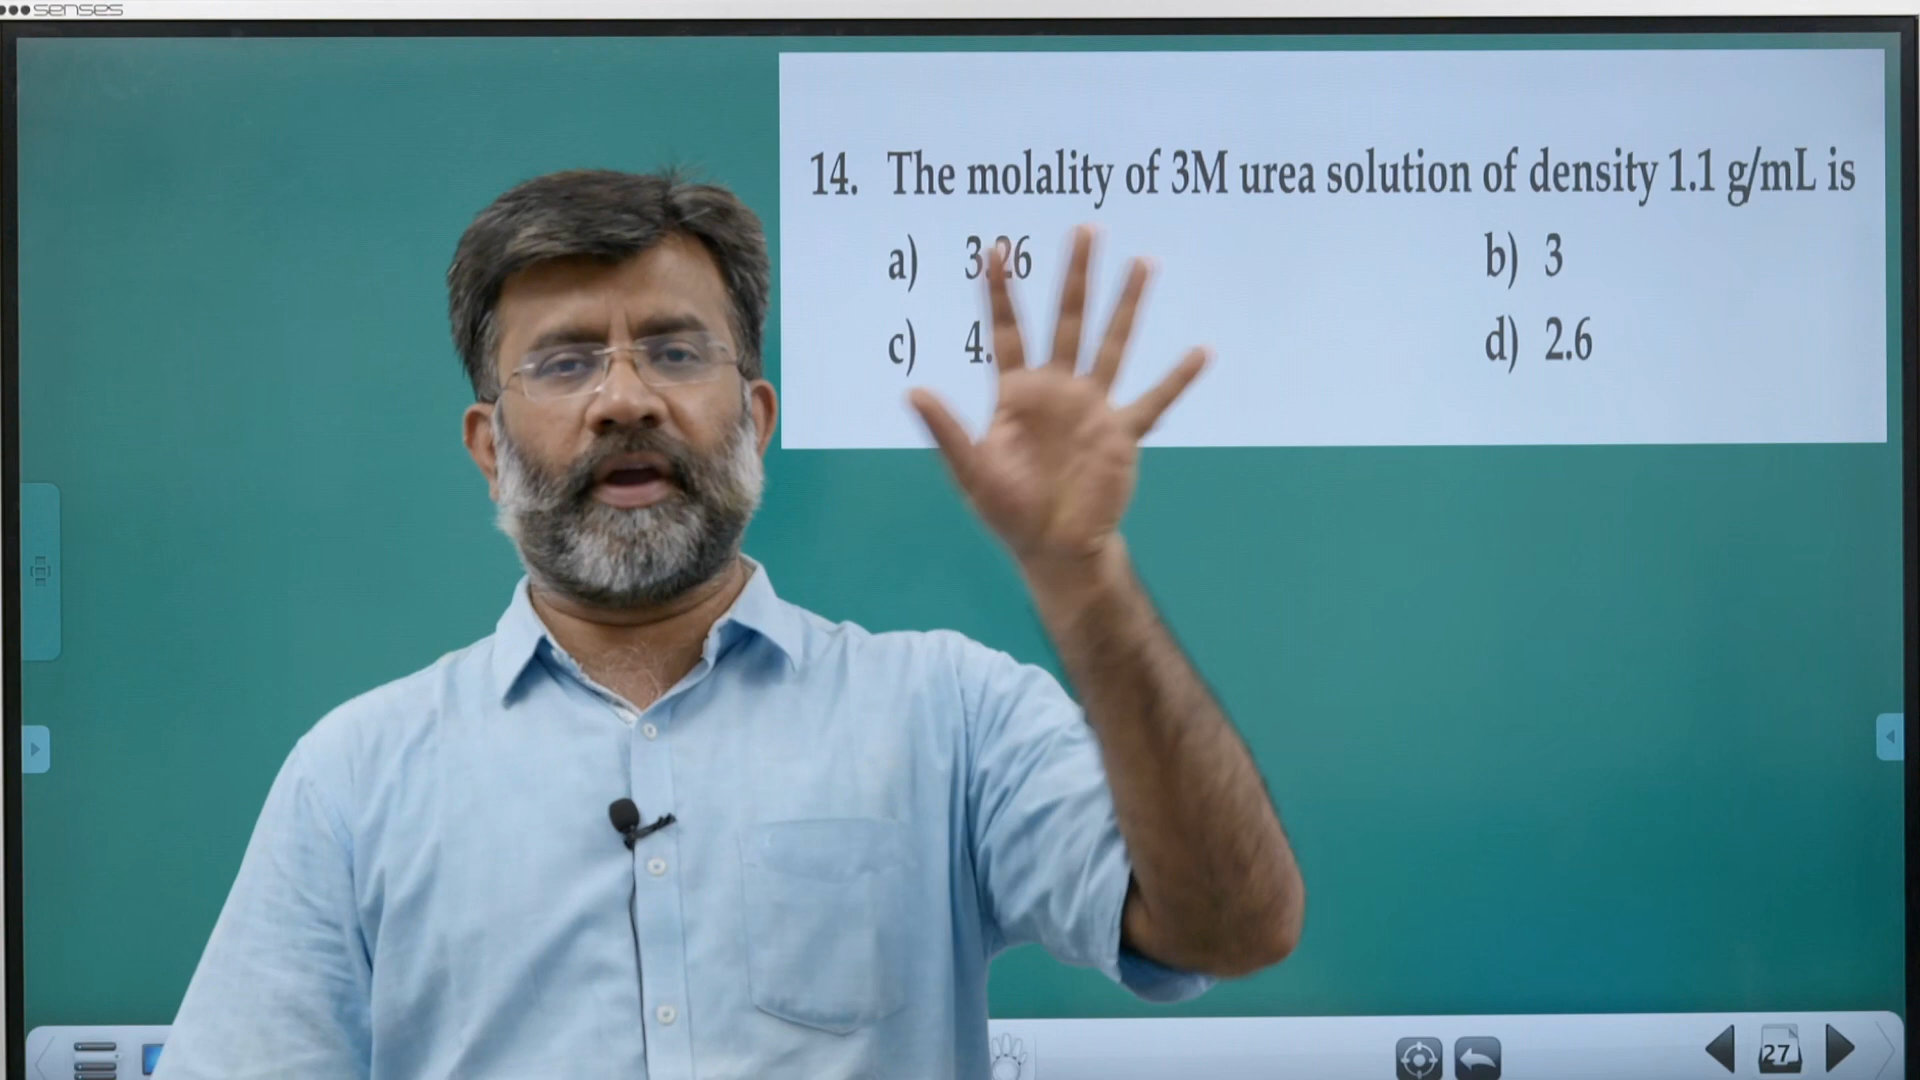 senses
14. The molality of 3M urea solution of density 1.1 g/mL is
a) 3.26 b) 3
c) 4. d) 2.6
27